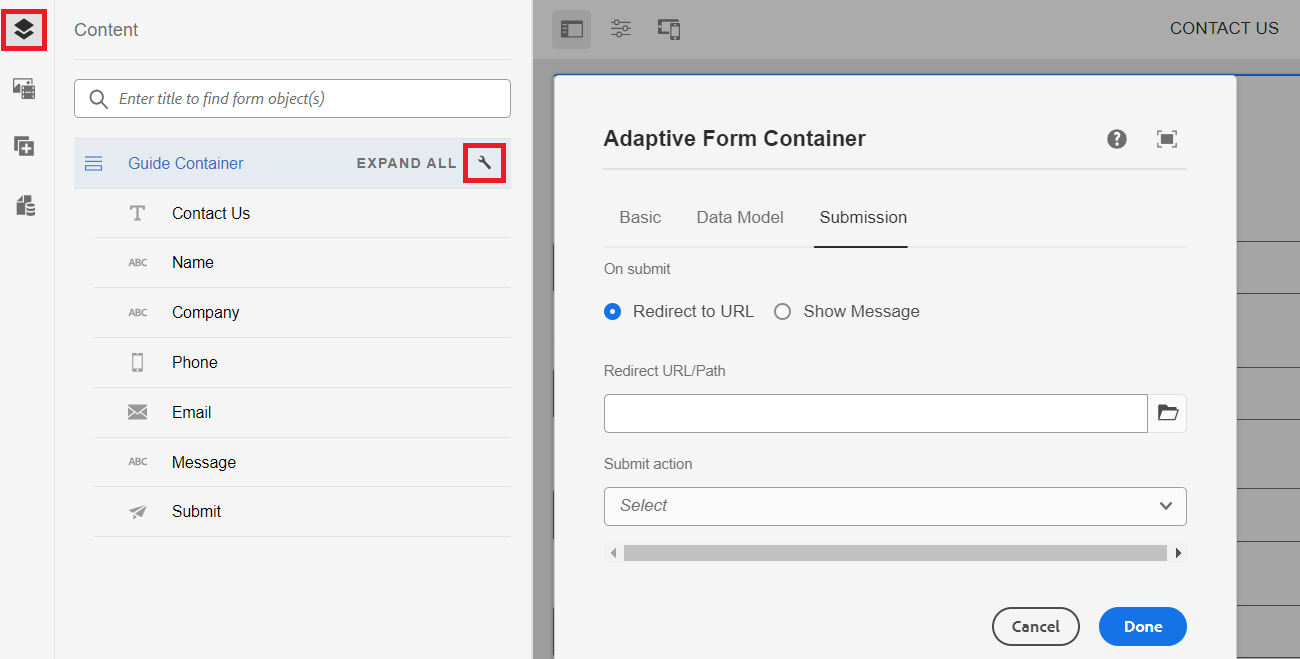 Content
CONTACT US
Enter title to find form object(s)
Guide Container
EXPAND ALL
T
Contact Us
ABC
Name
ABC
Company
Phone
Email
ABC
Message
Submit
Adaptive Form Container
?
Basic
Data Model
Submission
On submit
Redirect to URL
Show Message
Redirect URL/Path
Submit action
Select
Cancel
Done